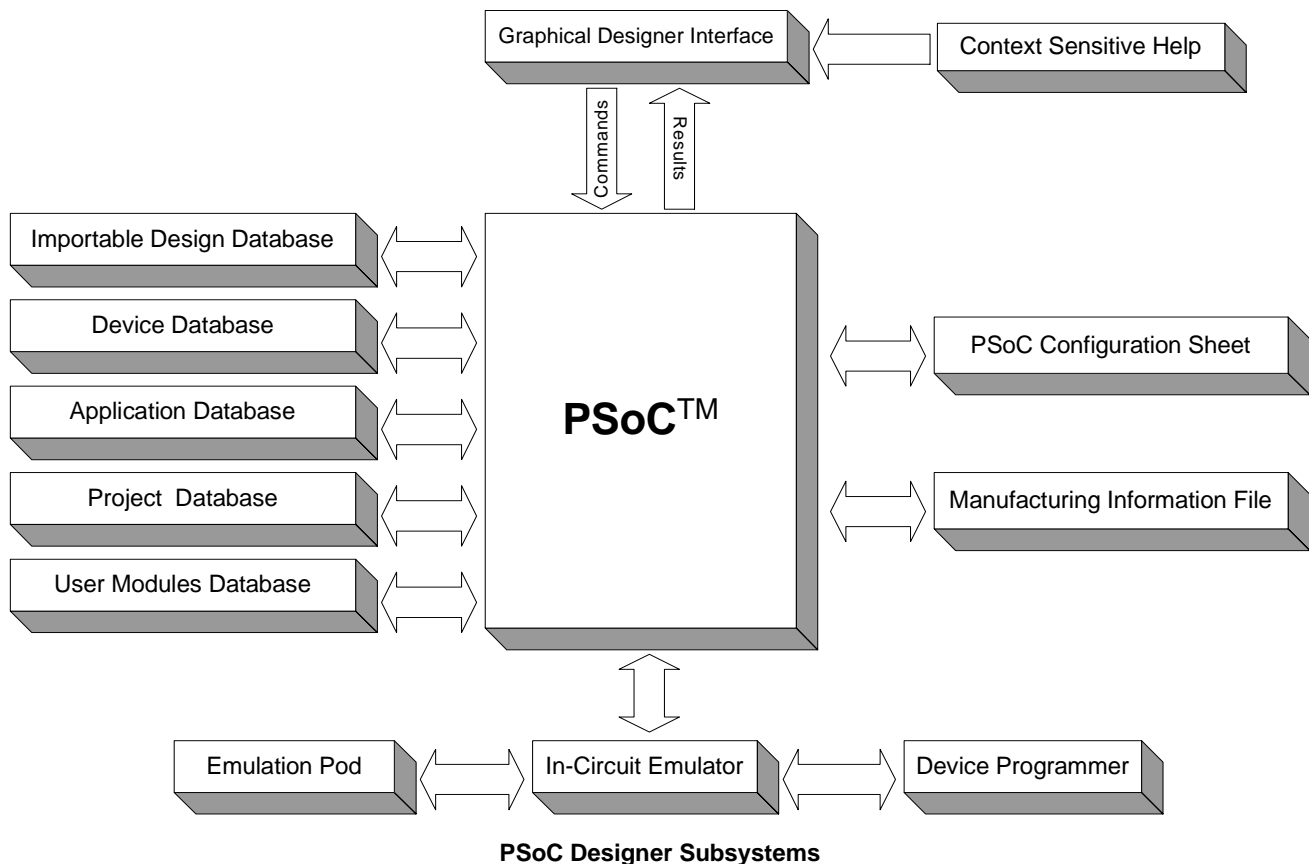 Graphical Designer Interface
Context Sensitive Help
Commands
Results
Importable Design Database
Device Database
Application Database
Project Database
User Modules Database
PSoC™
PSoC Configuration Sheet
Manufacturing Information File
Emulation Pod
In-Circuit Emulator
Device Programmer
PSoC Designer Subsystems